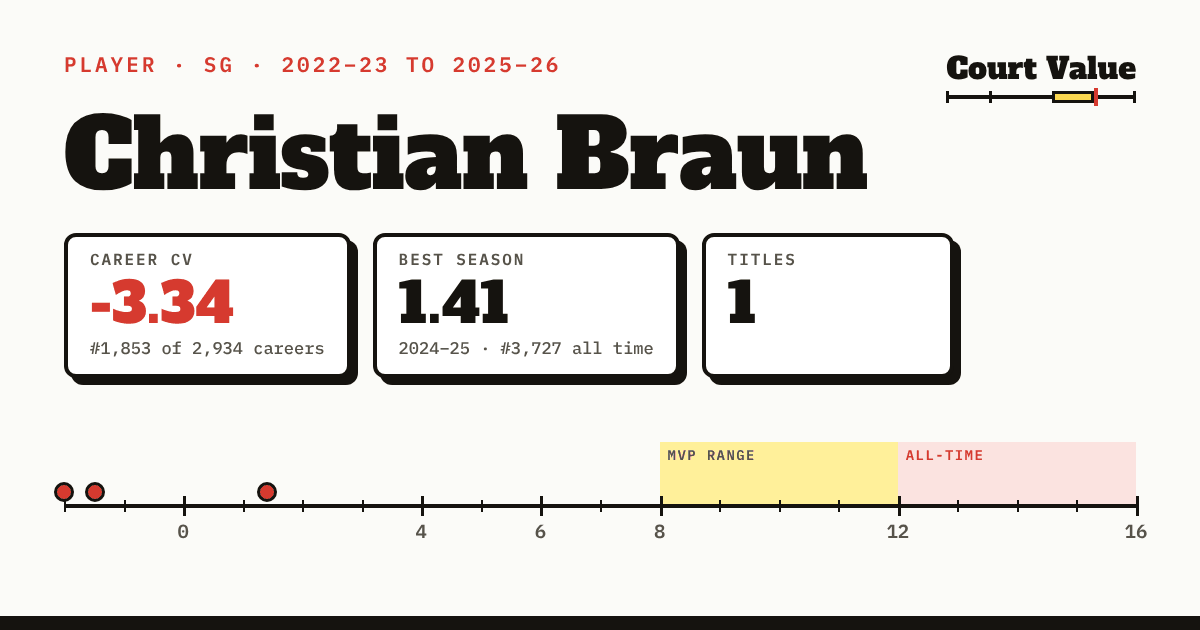 PLAYER · SG · 2022–23 TO 2025–26
Court Value
Christian Braun
CAREER CV
-3.34
#1,853 of 2,934 careers
BEST SEASON
1.41
2024–25 · #3,727 all time
TITLES
1
MVP RANGE
ALL-TIME
0 4 6 8 12 16